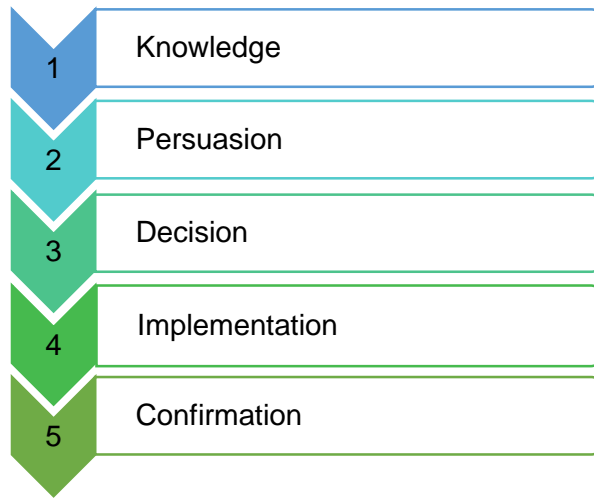 1 Knowledge
2 Persuasion
3 Decision
4 Implementation
5 Confirmation